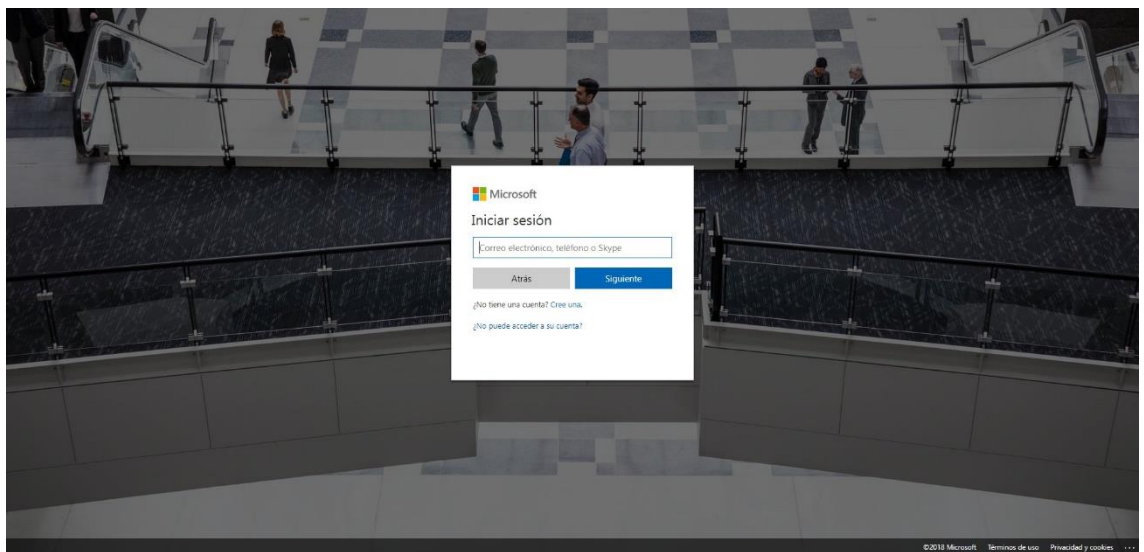 Microsoft
Iniciar sesión
Correo electrónico, teléfono o Skype
Atrás
Siguiente
¿No tiene una cuenta? Cree una.
¿No puede acceder a su cuenta?
©2018 Microsoft Términos de uso Privacidad y cookies ...